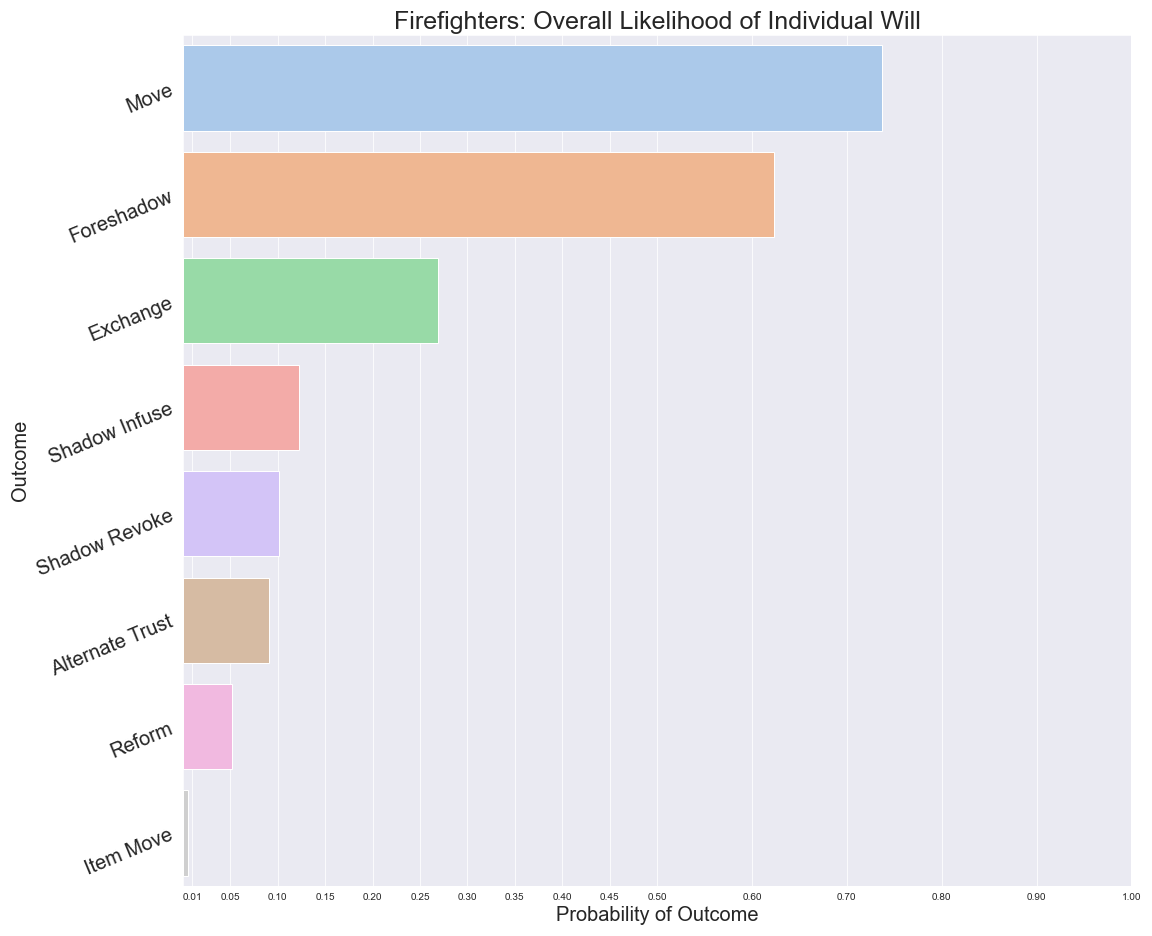 Firefighters: Overall Likelihood of Individual Will
Move
Foreshadow
Exchange
Shadow Infuse
Shadow Revoke
Alternate Trust
Reform
Item Move
Outcome
0.01 0.05 0.10 0.15 0.20 0.25 0.30 0.35 0.40 0.45 0.50 0.60 0.70 0.80 0.90 1.00
Probability of Outcome